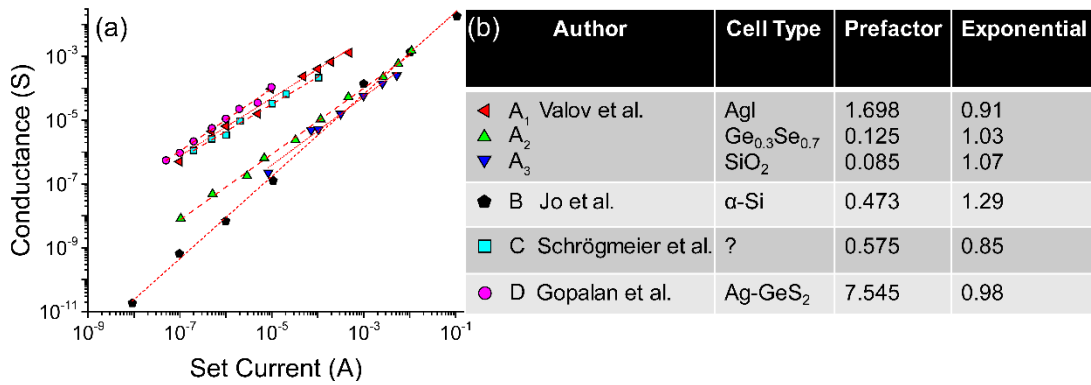 (a)
10⁻³
10⁻⁵
10⁻⁷
10⁻⁹
10⁻¹¹
Conductance (S)
10⁻⁹ 10⁻⁷ 10⁻⁵ 10⁻³ 10⁻¹
Set Current (A)
(b) Author Cell Type Prefactor Exponential
A₁ Valov et al. AgI 1.698 0.91
A₂ Ge₀.₃Se₀.₇ 0.125 1.03
A₃ SiO₂ 0.085 1.07
B Jo et al. α-Si 0.473 1.29
C Schrögmeier et al. ? 0.575 0.85
D Gopalan et al. Ag-GeS₂ 7.545 0.98